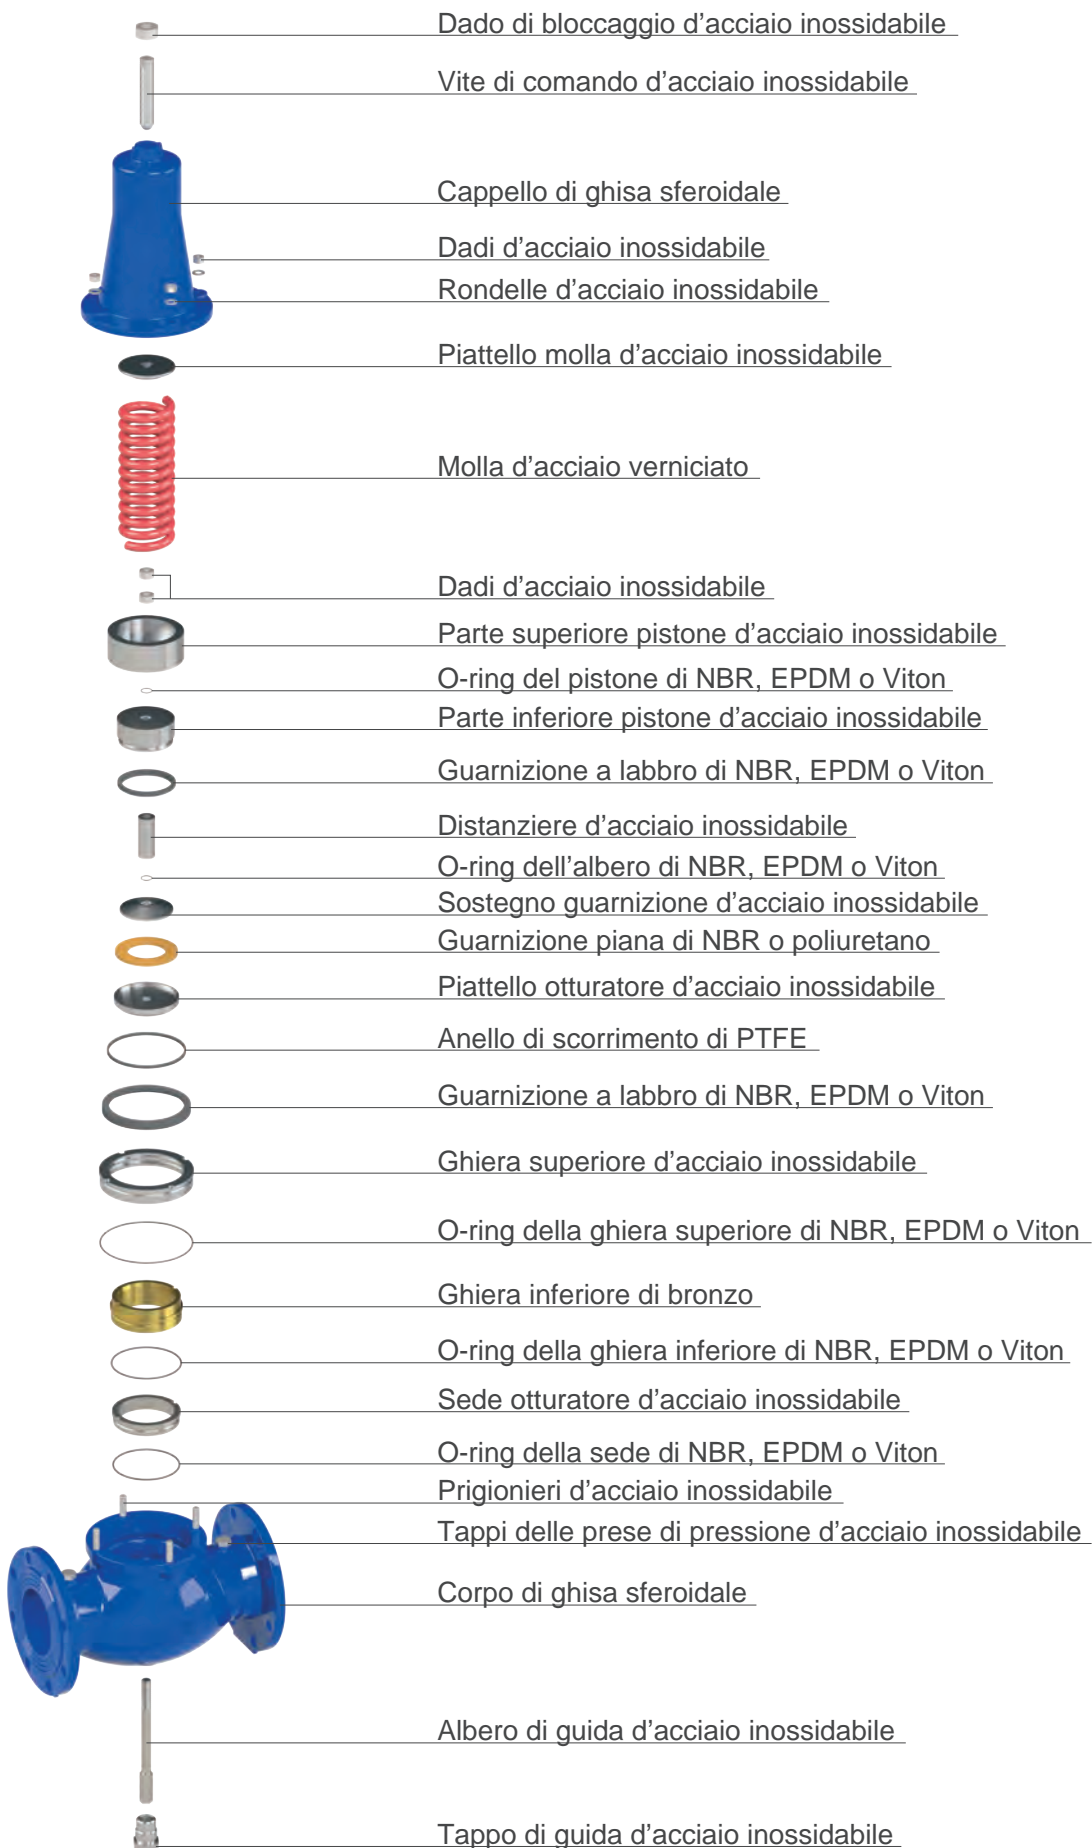 Dado di bloccaggio d’acciaio inossidabile
Vite di comando d’acciaio inossidabile
Cappello di ghisa sferoidale
Dadi d’acciaio inossidabile
Rondelle d’acciaio inossidabile
Piattello molla d’acciaio inossidabile
Molla d’acciaio verniciato
Dadi d’acciaio inossidabile
Parte superiore pistone d’acciaio inossidabile
O-ring del pistone di NBR, EPDM o Viton
Parte inferiore pistone d’acciaio inossidabile
Guarnizione a labbro di NBR, EPDM o Viton
Distanziere d’acciaio inossidabile
O-ring dell’albero di NBR, EPDM o Viton
Sostegno guarnizione d’acciaio inossidabile
Guarnizione piana di NBR o poliuretano
Piattello otturatore d’acciaio inossidabile
Anello di scorrimento di PTFE
Guarnizione a labbro di NBR, EPDM o Viton
Ghiera superiore d’acciaio inossidabile
O-ring della ghiera superiore di NBR, EPDM o Viton
Ghiera inferiore di bronzo
O-ring della ghiera inferiore di NBR, EPDM o Viton
Sede otturatore d’acciaio inossidabile
O-ring della sede di NBR, EPDM o Viton
Prigionieri d’acciaio inossidabile
Tappi delle prese di pressione d’acciaio inossidabile
Corpo di ghisa sferoidale
Albero di guida d’acciaio inossidabile
Tappo di guida d’acciaio inossidabile